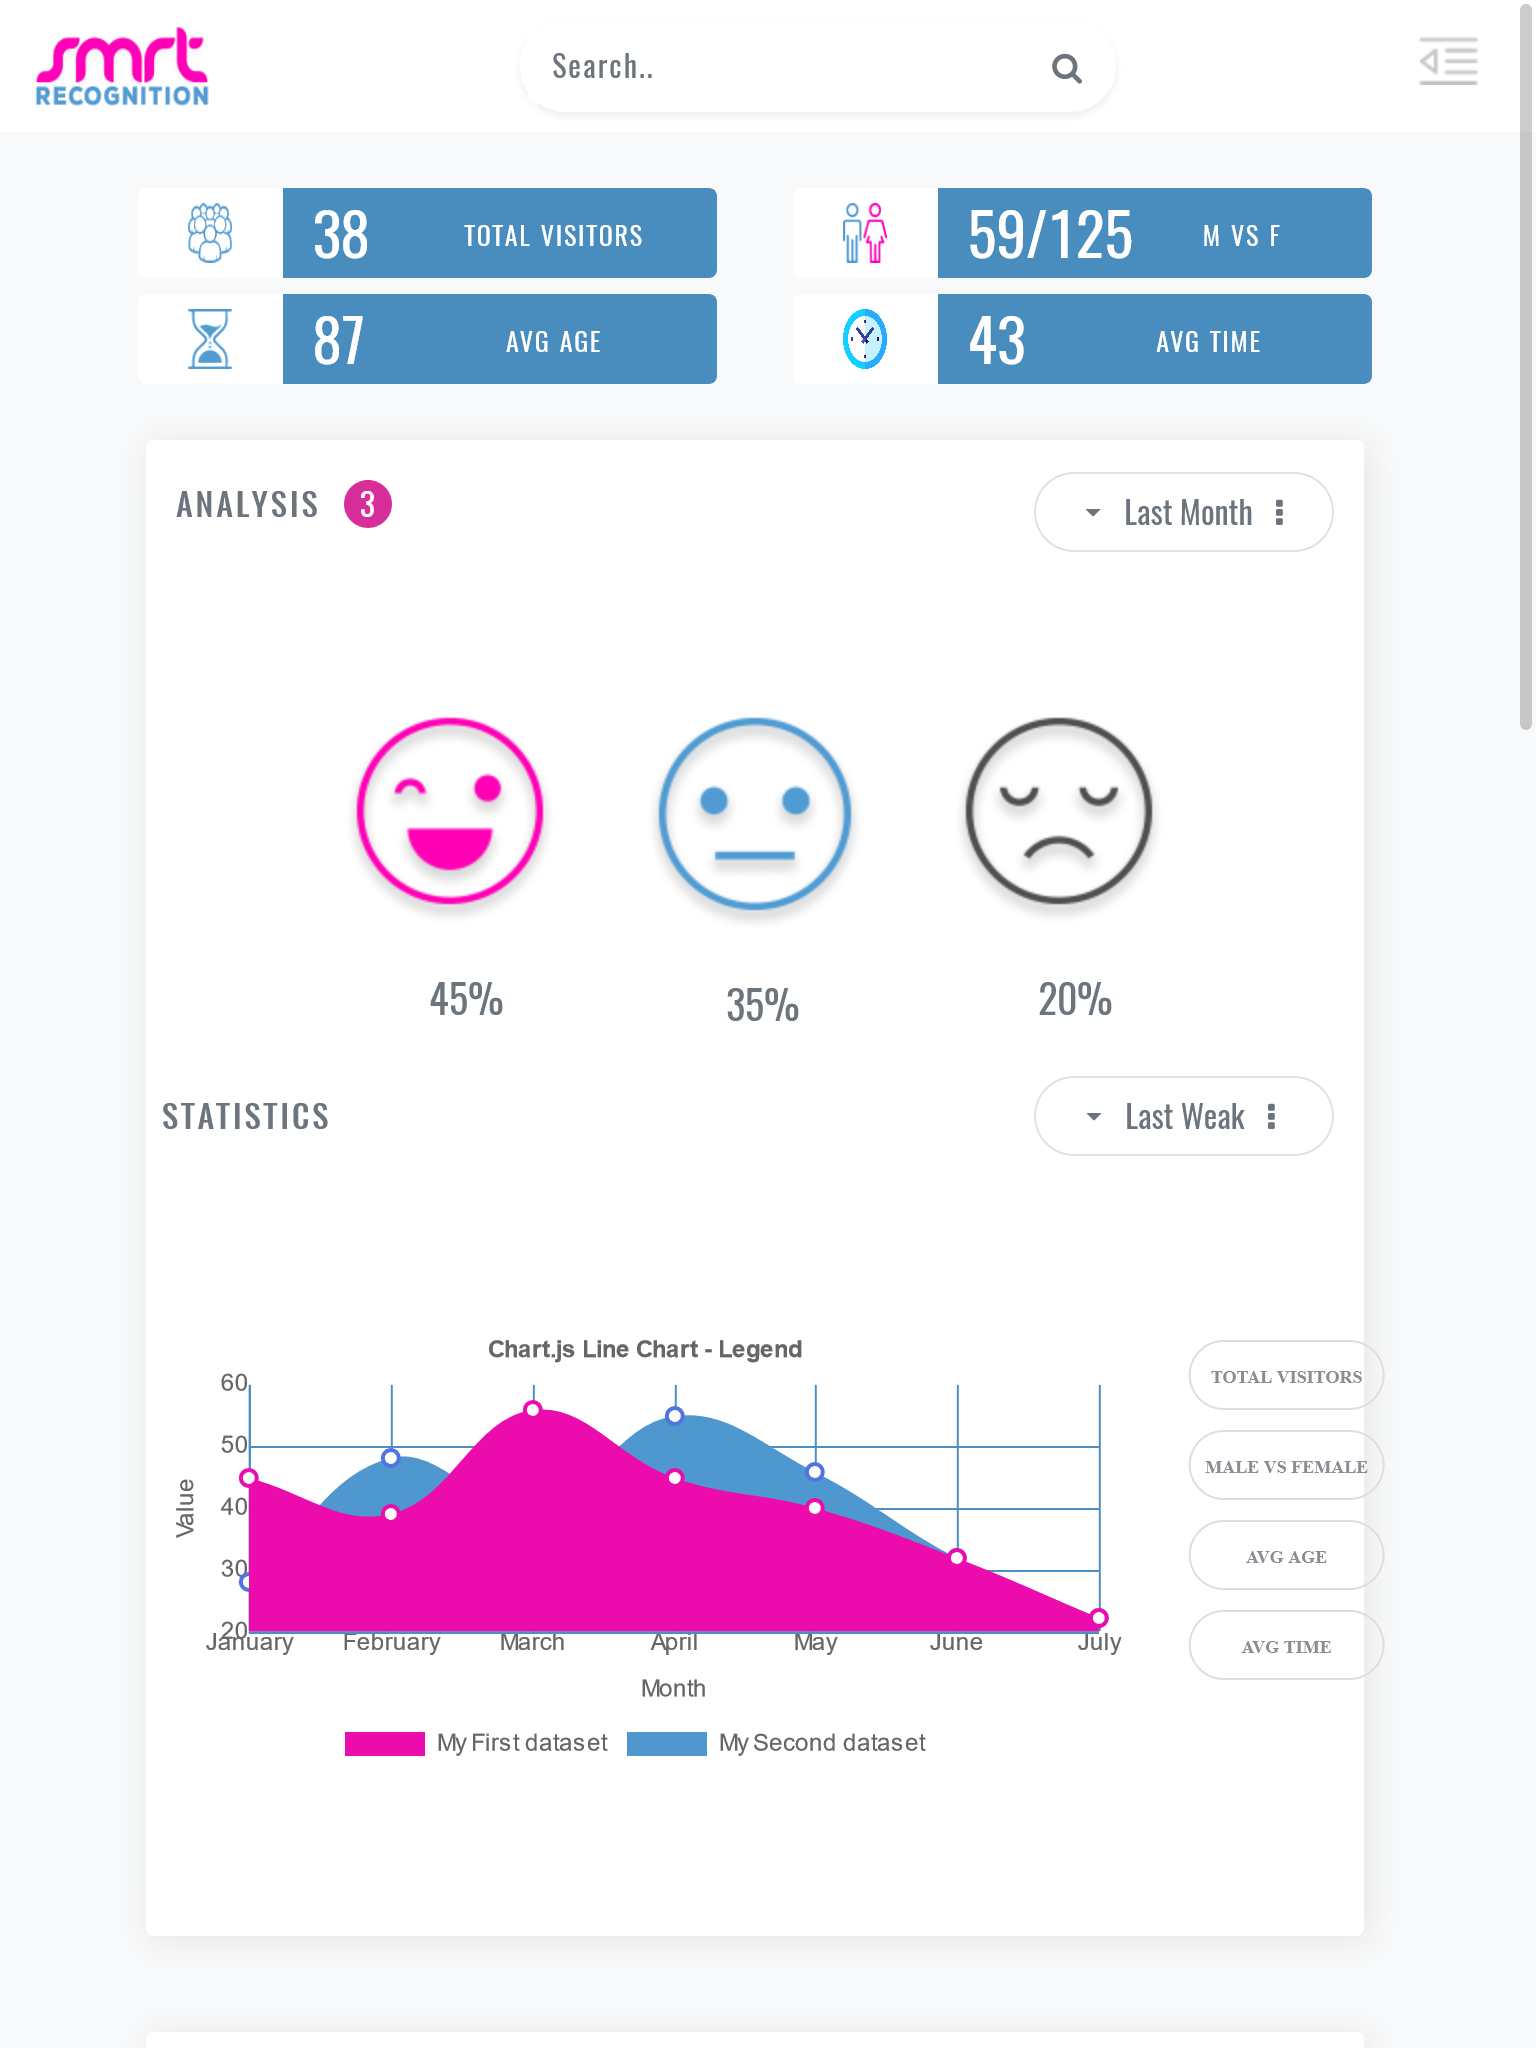 smrt
RECOGNITION
Search..
38 TOTAL VISITORS
59/125 M VS F
87 AVG AGE
43 AVG TIME
ANALYSIS 3
Last Month
45%
35%
20%
STATISTICS
Last Weak
Chart.js Line Chart - Legend
60
50
40
30
20
Value
January February March April May June July
Month
My First dataset My Second dataset
TOTAL VISITORS
MALE VS FEMALE
AVG AGE
AVG TIME